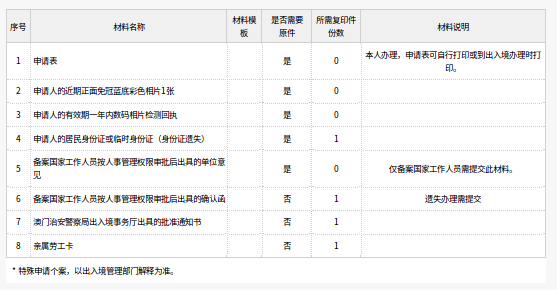 序号 材料名称 材料模板 是否需要原件 所需复印件份数 材料说明
1 申请表 是 0 本人办理，申请表可自行打印或到出入境办理时打印。
2 申请人的近期正面免冠蓝底彩色相片1张 是 0
3 申请人的有效期一年内数码相片检测回执 是 0
4 申请人的居民身份证或临时身份证（身份证遗失） 是 1
5 备案国家工作人员按人事管理权限审批后出具的单位意见 是 0 仅备案国家工作人员需提交此材料。
6 备案国家工作人员按人事管理权限审批后出具的确认函 否 1 遗失办理需提交
7 澳门治安警察局出入境事务厅出具的批准通知书 否 1
8 亲属劳工卡 否 1
* 特殊申请个案，以出入境管理部门解释为准。